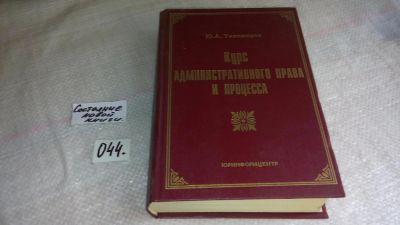 Состояние
новой
книги.
044.
Ю.А. Тихомиров
Курс
АДМИНИСТРАТИВНОГО ПРАВА
И ПРОЦЕССА
ЮРИНФОРМЦЕНТР